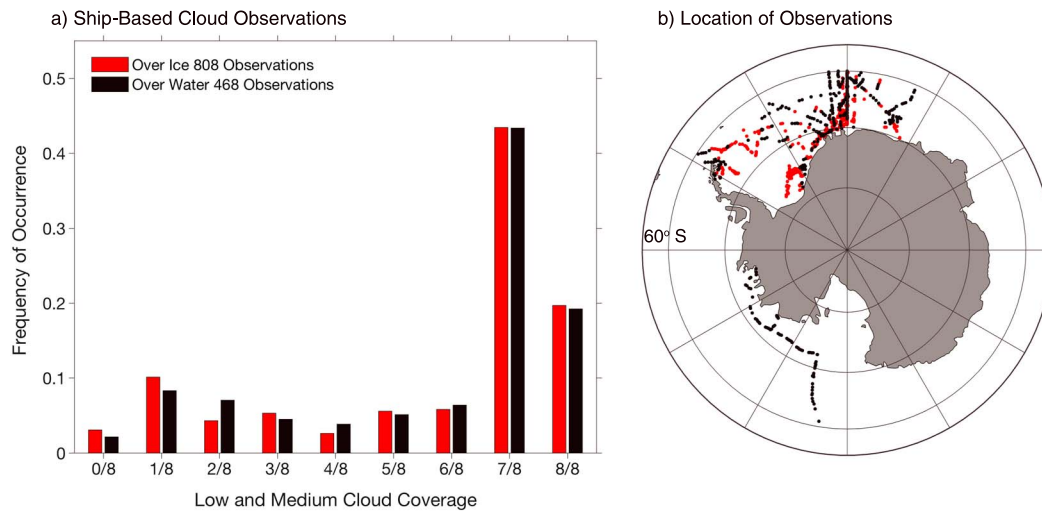 a) Ship-Based Cloud Observations
Over Ice 808 Observations
Over Water 468 Observations
0.5
0.4
0.3
0.2
0.1
0
Frequency of Occurrence
0/8 1/8 2/8 3/8 4/8 5/8 6/8 7/8 8/8
Low and Medium Cloud Coverage
b) Location of Observations
60° S